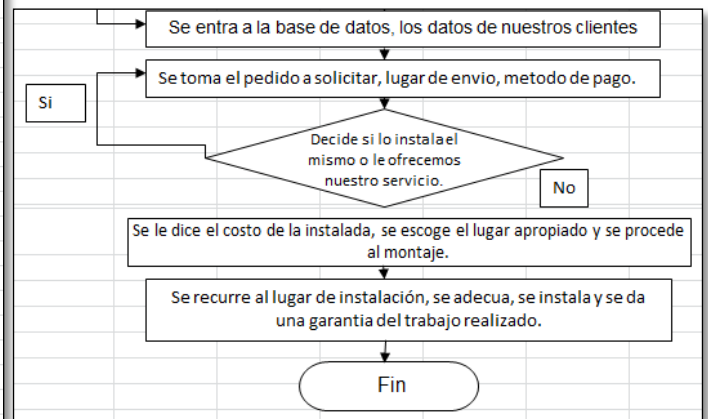 Se entra a la base de datos, los datos de nuestros clientes
Se toma el pedido a solicitar, lugar de envio, metodo de pago.
Si
Decide si lo instala el
mismo o le ofrecemos
nuestro servicio.
No
Se le dice el costo de la instalada, se escoge el lugar apropiado y se procede
al montaje.
Se recurre al lugar de instalación, se adecua, se instala y se da
una garantia del trabajo realizado.
Fin